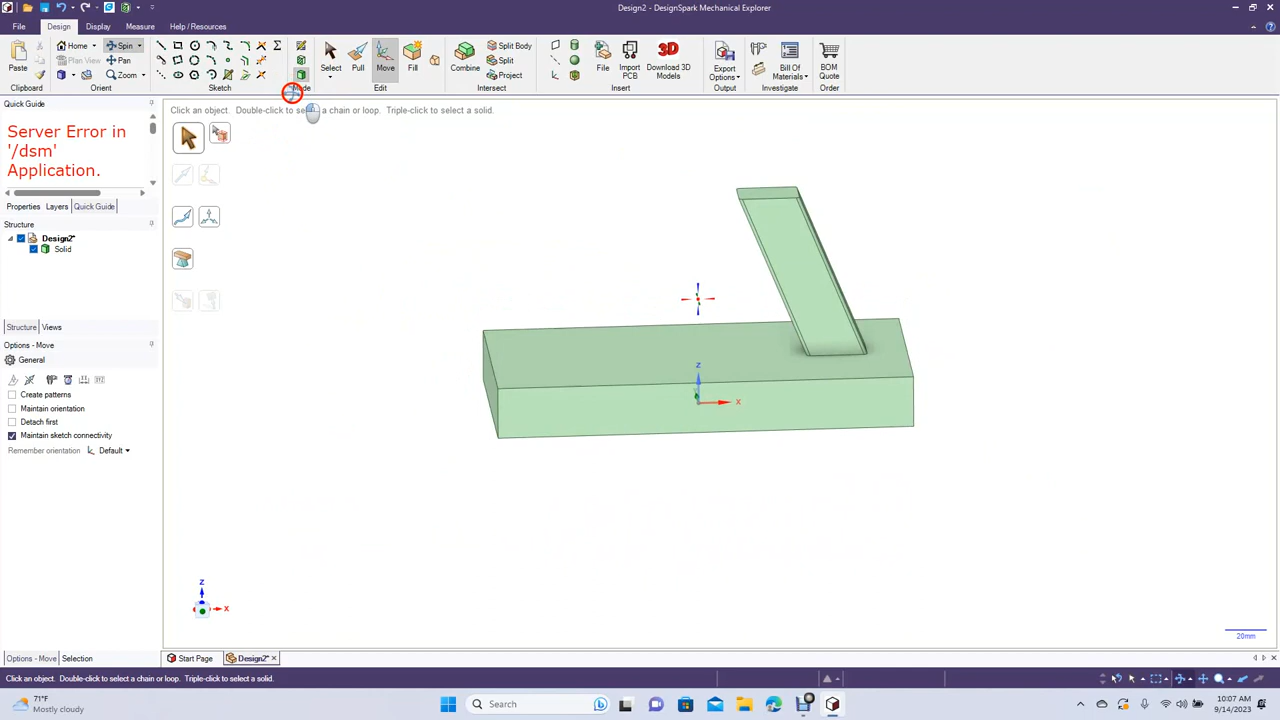 Design2* - DesignSpark Mechanical Explorer
File Design Display Measure Help / Resources
Paste
Home Spin
Plan View Pan
Zoom
Select Pull Move Fill
Combine Split Body
Split
Project
File Import PCB Download 3D Models
Export Options
Bill Of Materials
BOM Quote
Clipboard Orient Sketch Mode Edit Intersect Insert Output Investigate Order
Quick Guide
Click an object. Double-click to select a chain or loop. Triple-click to select a solid.
Server Error in
'/dsm'
Application.
Properties Layers Quick Guide
Structure
Design2*
Solid
Structure Views
Options - Move
General
Create patterns
Maintain orientation
Detach first
Maintain sketch connectivity
Remember orientation Default
Z
X
Z
X
20mm
Options - Move Selection
Start Page Design2*
Click an object. Double-click to select a chain or loop. Triple-click to select a solid.
71°F
Mostly cloudy
Search
10:07 AM
9/14/2023